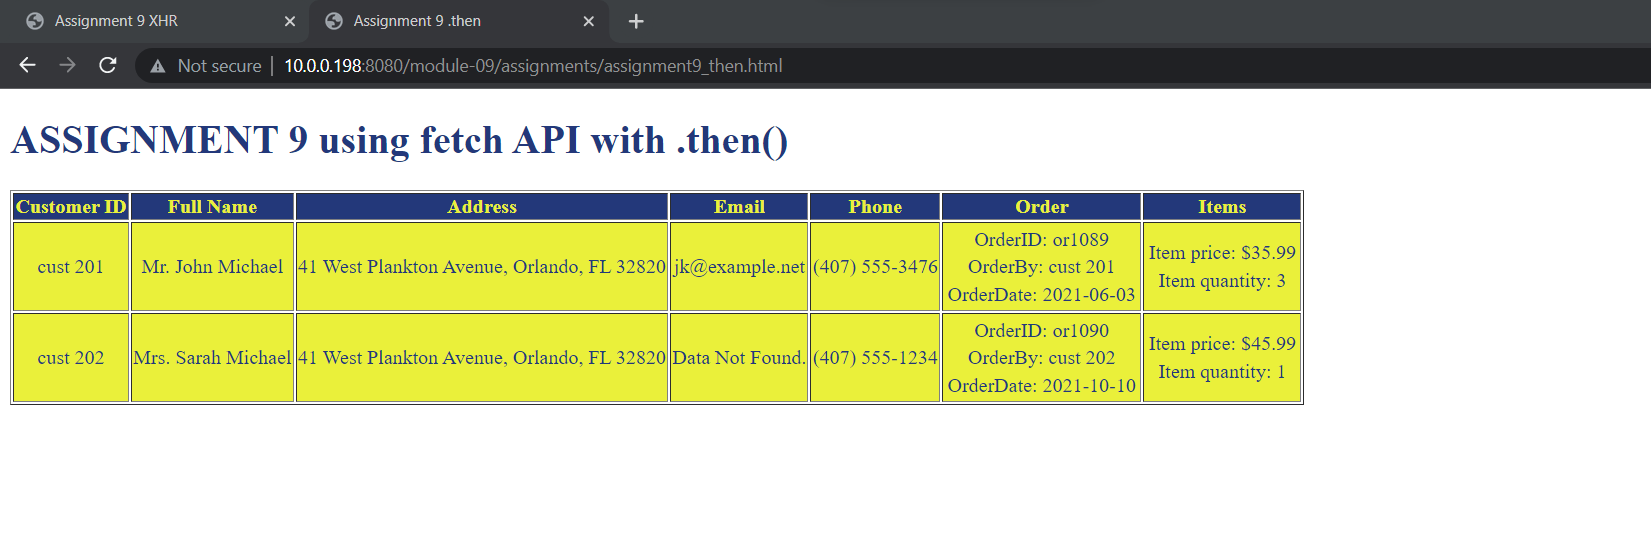 Assignment 9 XHR
Assignment 9 .then
Not secure
10.0.0.198:8080/module-09/assignments/assignment9_then.html
ASSIGNMENT 9 using fetch API with .then()
Customer ID Full Name Address Email Phone Order Items
cust 201 Mr. John Michael 41 West Plankton Avenue, Orlando, FL 32820 jk@example.net (407) 555-3476
OrderID: or1089
OrderBy: cust 201
OrderDate: 2021-06-03
Item price: $35.99
Item quantity: 3
cust 202 Mrs. Sarah Michael 41 West Plankton Avenue, Orlando, FL 32820 Data Not Found. (407) 555-1234
OrderID: or1090
OrderBy: cust 202
OrderDate: 2021-10-10
Item price: $45.99
Item quantity: 1